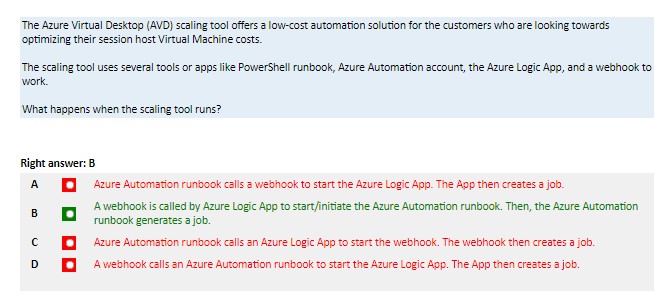 The Azure Virtual Desktop (AVD) scaling tool offers a low-cost automation solution for the customers who are looking towards
optimizing their session host Virtual Machine costs.
The scaling tool uses several tools or apps like PowerShell runbook, Azure Automation account, the Azure Logic App, and a webhook to
work.
What happens when the scaling tool runs?
Right answer: B
A Azure Automation runbook calls a webhook to start the Azure Logic App. The App then creates a job.
B A webhook is called by Azure Logic App to start/initiate the Azure Automation runbook. Then, the Azure Automation
runbook generates a job.
C Azure Automation runbook calls an Azure Logic App to start the webhook. The webhook then creates a job.
D A webhook calls an Azure Automation runbook to start the Azure Logic App. The App then creates a job.